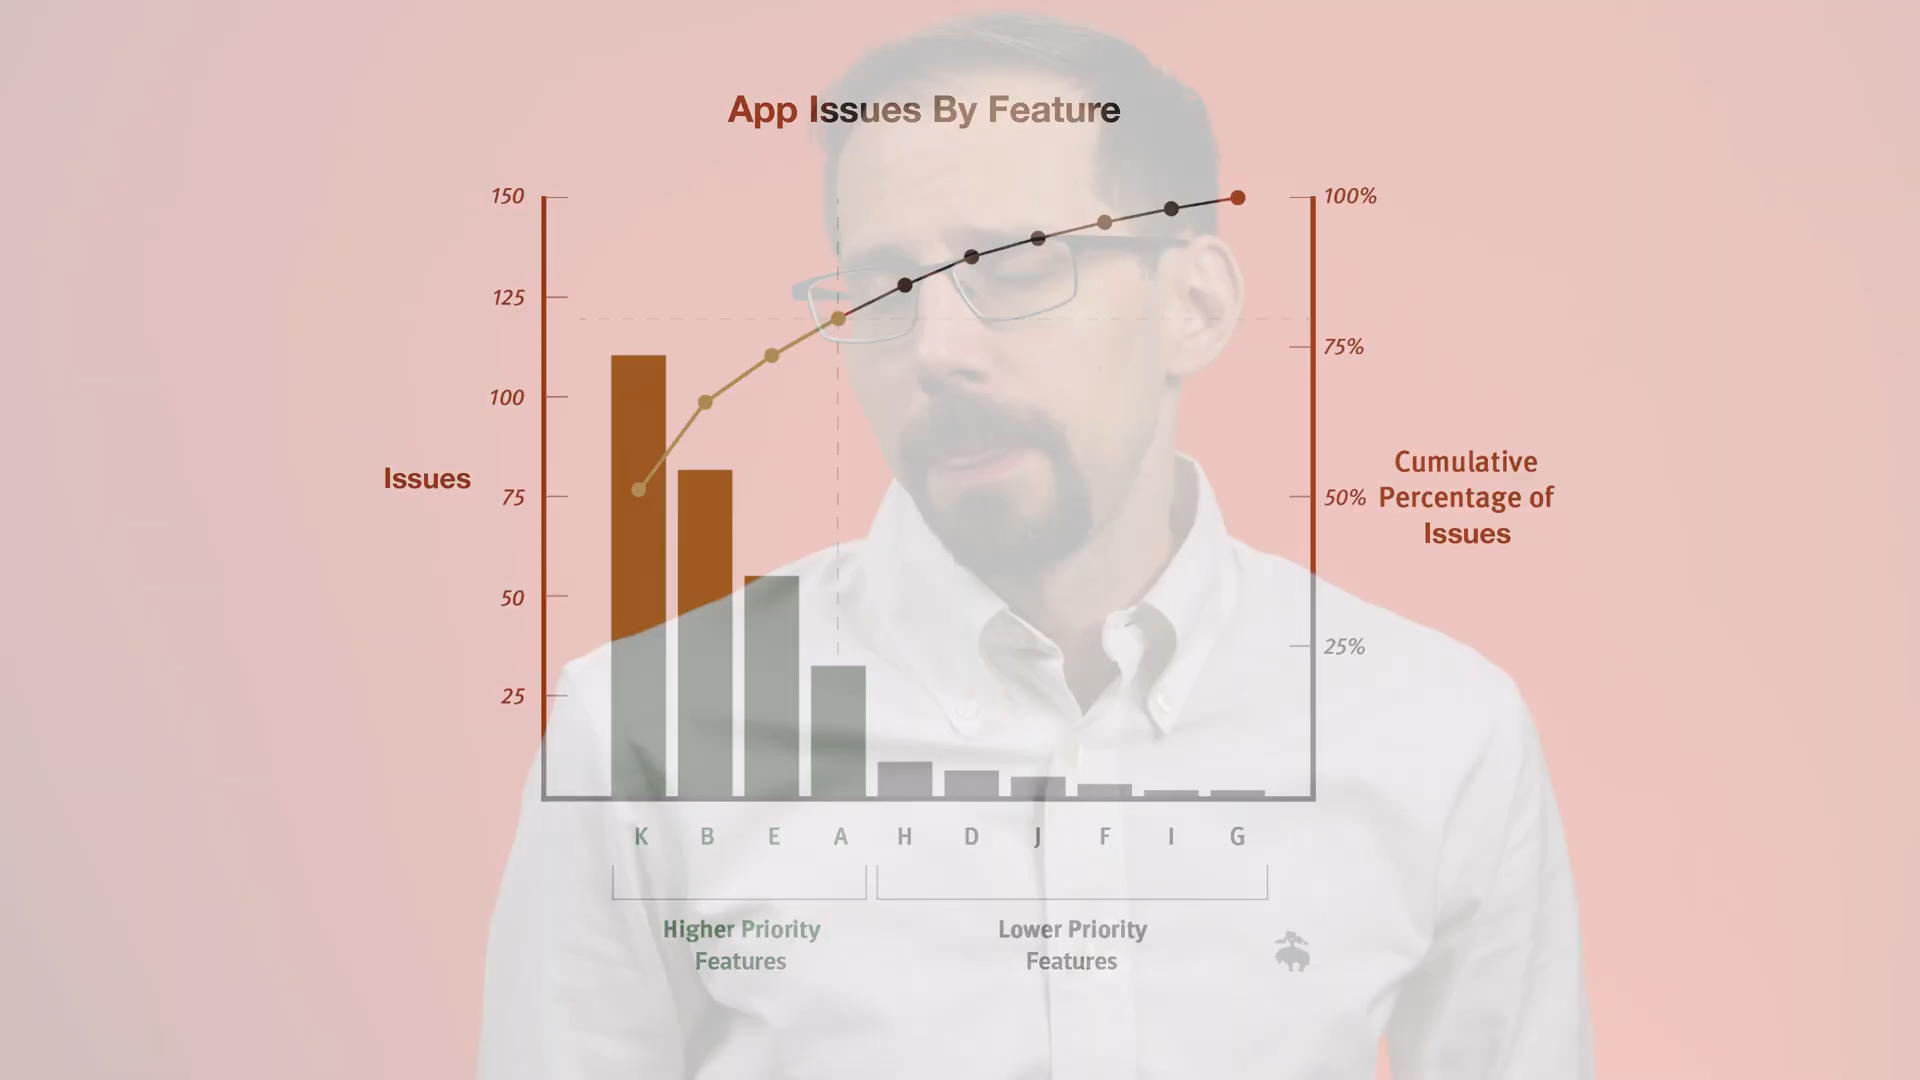 App Issues By Feature
150
125
100
75
50
25
Issues
100%
75%
50%
25%
Cumulative
Percentage of
Issues
K B E A H D J F I G
Higher Priority
Features
Lower Priority
Features